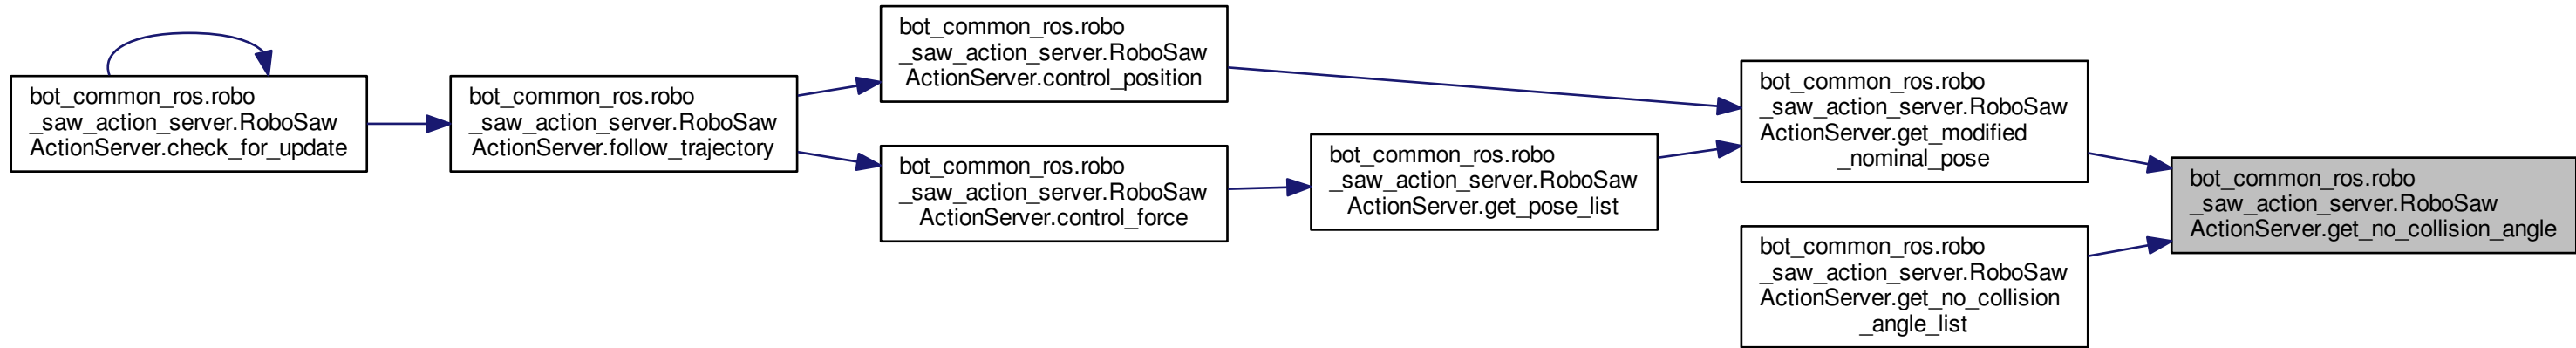 bot_common_ros.robo
_saw_action_server.RoboSaw
ActionServer.check_for_update
bot_common_ros.robo
_saw_action_server.RoboSaw
ActionServer.follow_trajectory
bot_common_ros.robo
_saw_action_server.RoboSaw
ActionServer.control_position
bot_common_ros.robo
_saw_action_server.RoboSaw
ActionServer.control_force
bot_common_ros.robo
_saw_action_server.RoboSaw
ActionServer.get_pose_list
bot_common_ros.robo
_saw_action_server.RoboSaw
ActionServer.get_modified
_nominal_pose
bot_common_ros.robo
_saw_action_server.RoboSaw
ActionServer.get_no_collision
_angle_list
bot_common_ros.robo
_saw_action_server.RoboSaw
ActionServer.get_no_collision_angle